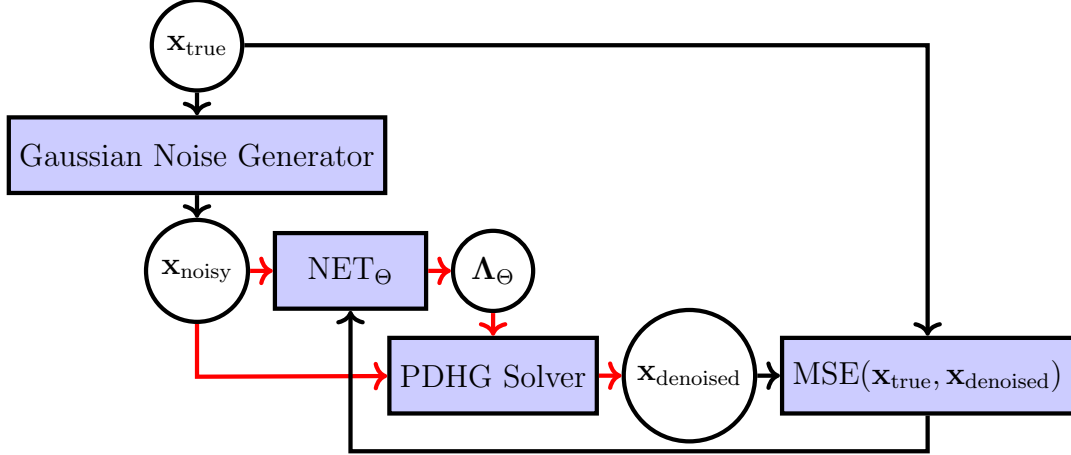 x_true
Gaussian Noise Generator
x_noisy
NET_Θ
Λ_Θ
PDHG Solver
x_denoised
MSE(x_true, x_denoised)